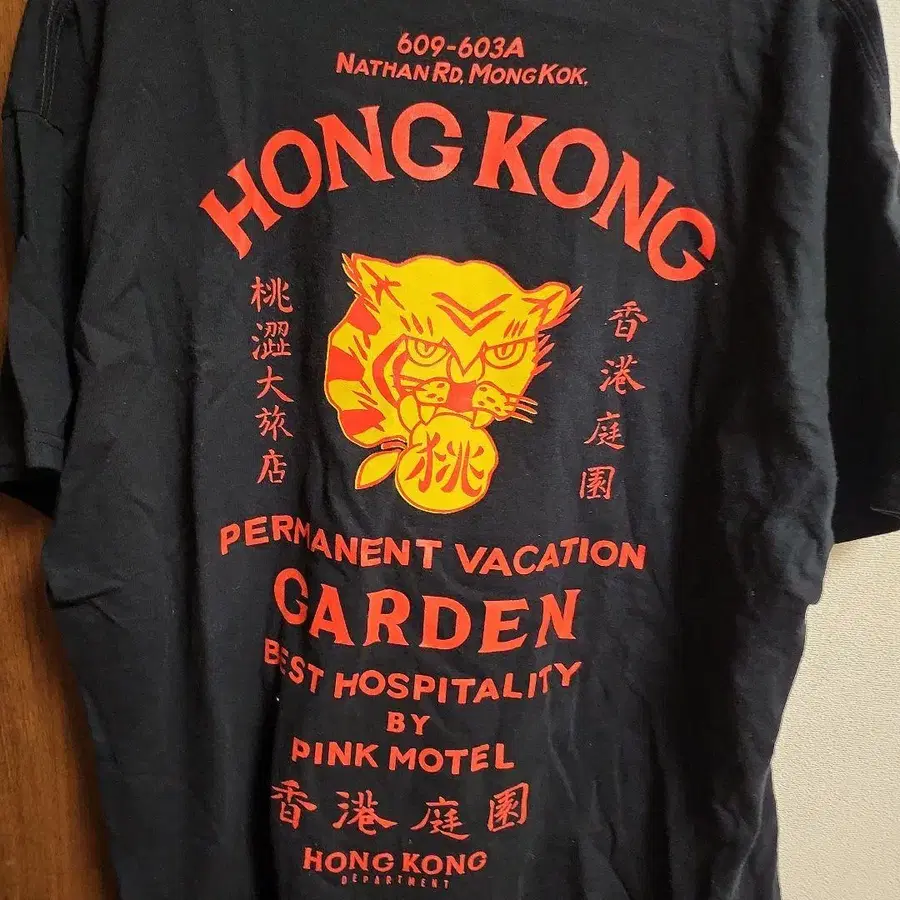 609-603A
NATHAN RD, MONGKOK.
HONG KONG
桃澀大旅店
香港庭園
桃
PERMANENT VACATION
GARDEN
BEST HOSPITALITY
BY
PINK MOTEL
香港庭園
HONG KONG
DEPARTMENT